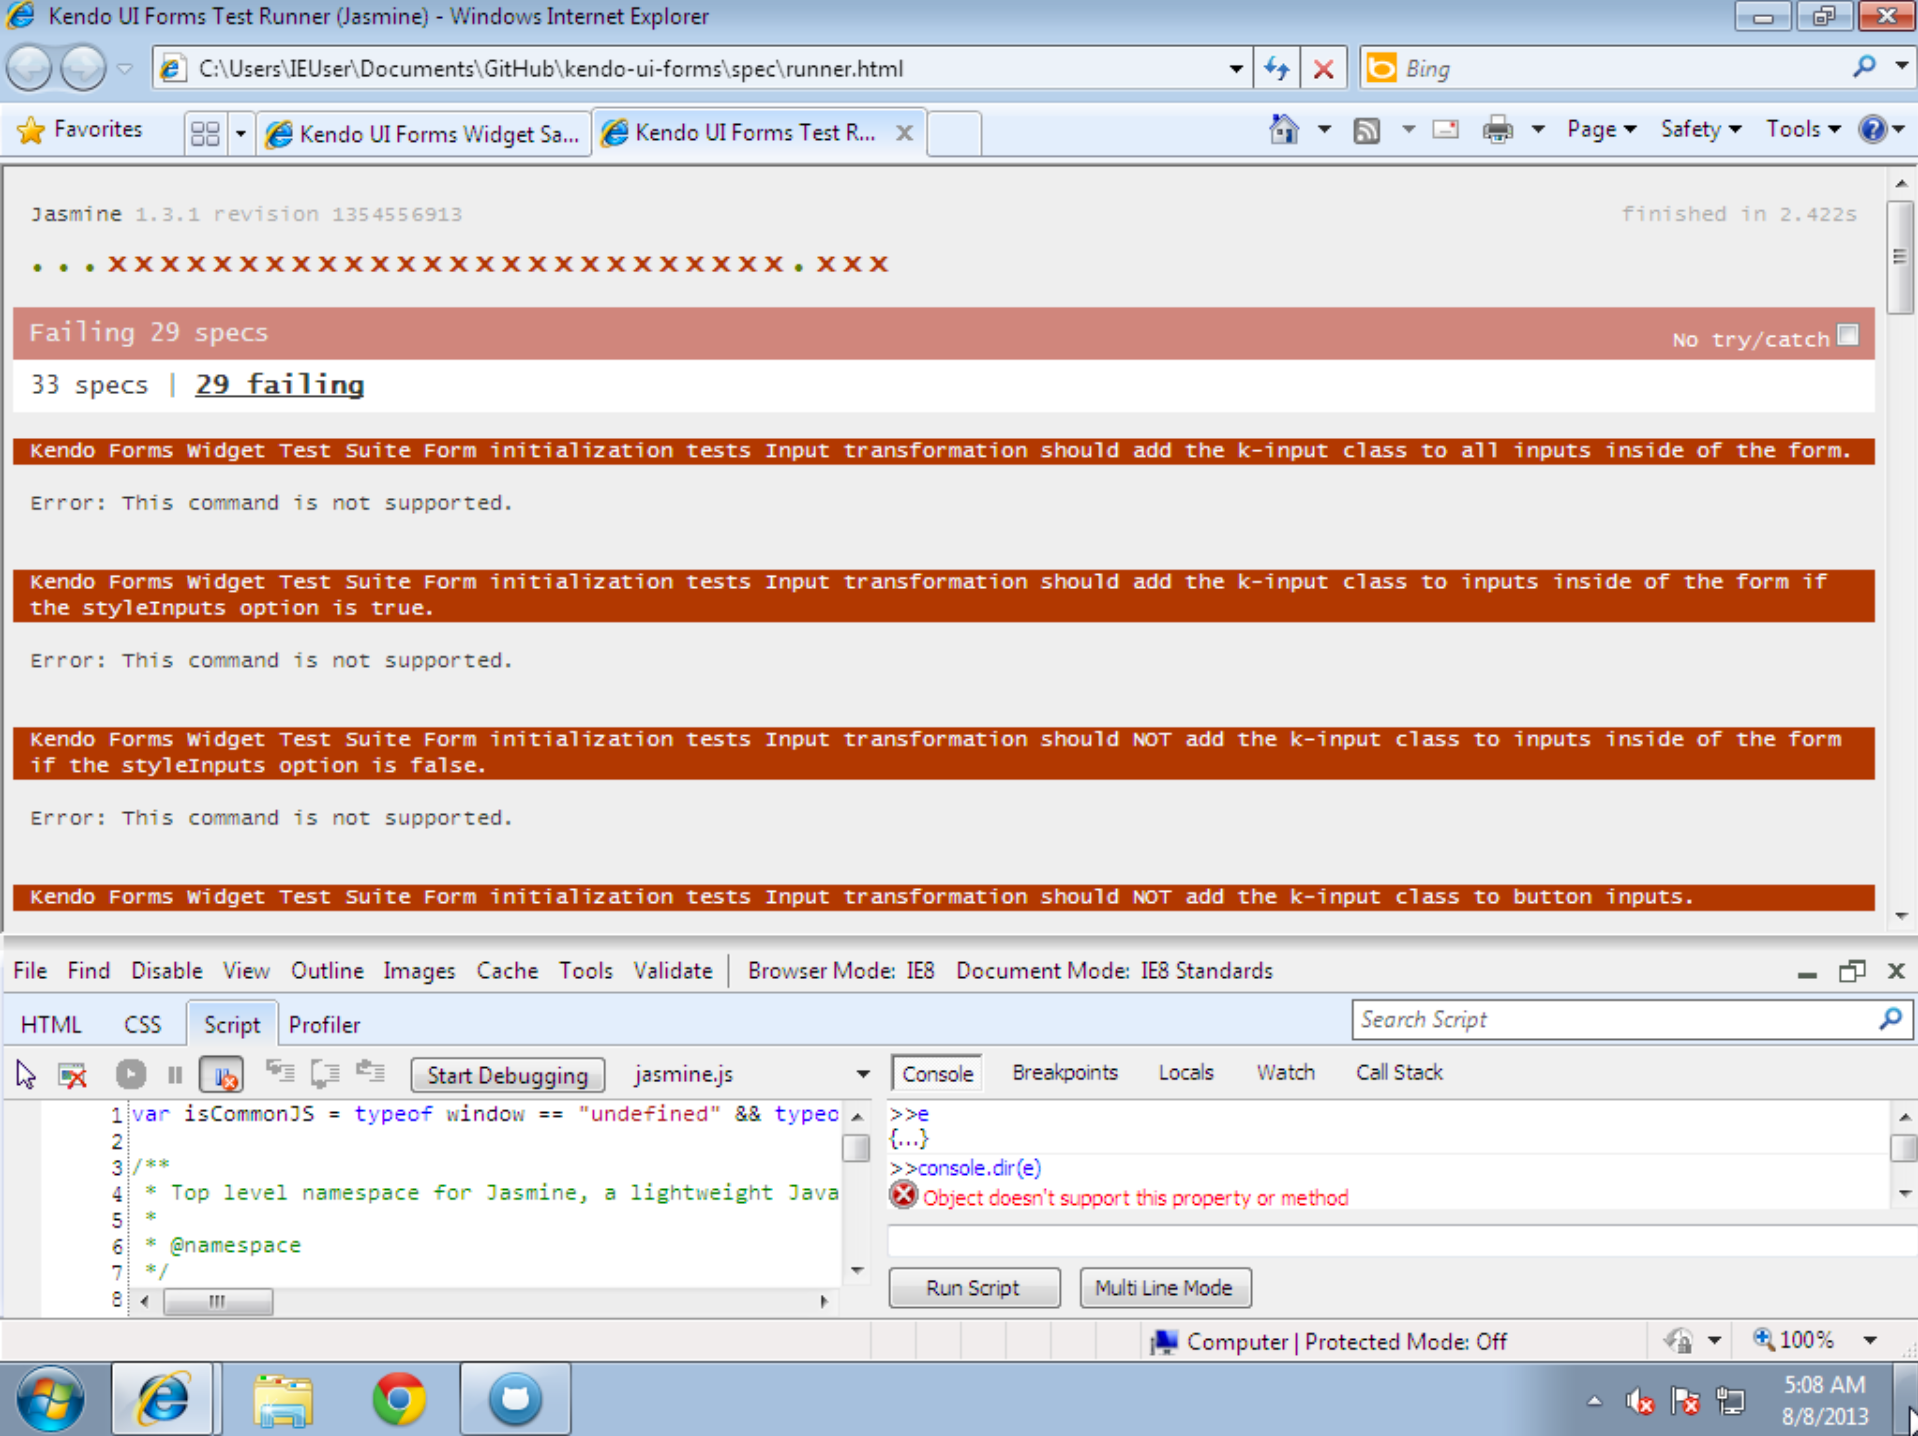 Kendo UI Forms Test Runner (Jasmine) - Windows Internet Explorer
C:\Users\IEUser\Documents\GitHub\kendo-ui-forms\spec\runner.html
Bing
Favorites
Kendo UI Forms Widget Sa...
Kendo UI Forms Test R...
Page
Safety
Tools
Jasmine 1.3.1 revision 1354556913
finished in 2.422s
...xxxxxxxxxxxxxxxxxxxxxxxxxx.xxx
Failing 29 specs
No try/catch
33 specs | 29 failing
Kendo Forms Widget Test Suite Form initialization tests Input transformation should add the k-input class to all inputs inside of the form.
Error: This command is not supported.
Kendo Forms Widget Test Suite Form initialization tests Input transformation should add the k-input class to inputs inside of the form if
the styleInputs option is true.
Error: This command is not supported.
Kendo Forms Widget Test Suite Form initialization tests Input transformation should NOT add the k-input class to inputs inside of the form
if the styleInputs option is false.
Error: This command is not supported.
Kendo Forms Widget Test Suite Form initialization tests Input transformation should NOT add the k-input class to button inputs.
File Find Disable View Outline Images Cache Tools Validate | Browser Mode: IE8 Document Mode: IE8 Standards
HTML CSS Script Profiler
Search Script
Start Debugging
jasmine.js
Console Breakpoints Locals Watch Call Stack
1 var isCommonJS = typeof window == "undefined" && typeo
2
3 /**
4 * Top level namespace for Jasmine, a lightweight Java
5 *
6 * @namespace
7 */
8
>>e
{...}
>>console.dir(e)
Object doesn't support this property or method
Run Script
Multi Line Mode
Computer | Protected Mode: Off
100%
5:08 AM
8/8/2013